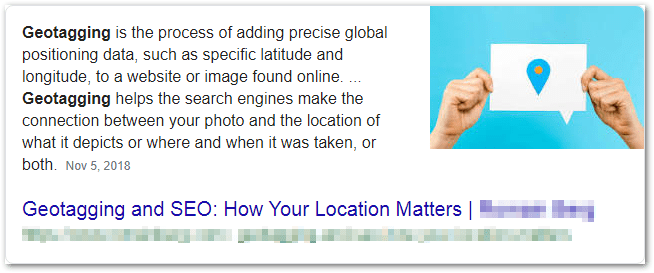 Geotagging is the process of adding precise global
positioning data, such as specific latitude and
longitude, to a website or image found online. ...
Geotagging helps the search engines make the
connection between your photo and the location of
what it depicts or where and when it was taken, or
both. Nov 5, 2018
Geotagging and SEO: How Your Location Matters |